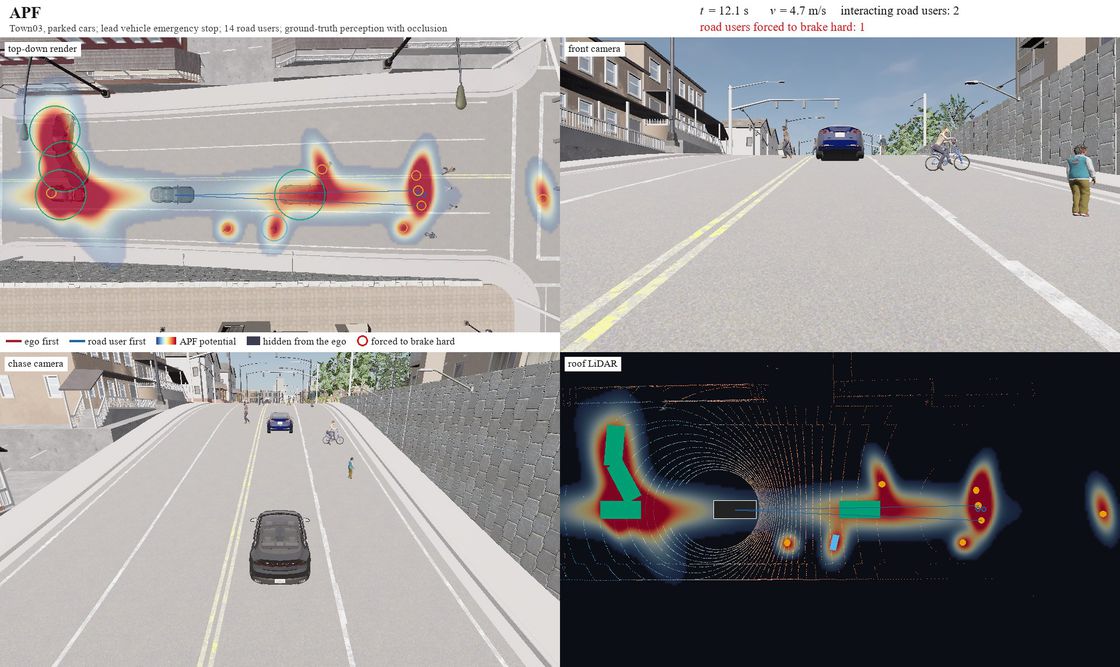 APF
Town03, parked cars; lead vehicle emergency stop; 14 road users; ground-truth perception with occlusion
t = 12.1 s v = 4.7 m/s interacting road users: 2
road users forced to brake hard: 1
top-down render
front camera
ego first road user first APF potential hidden from the ego forced to brake hard
chase camera
roof LiDAR